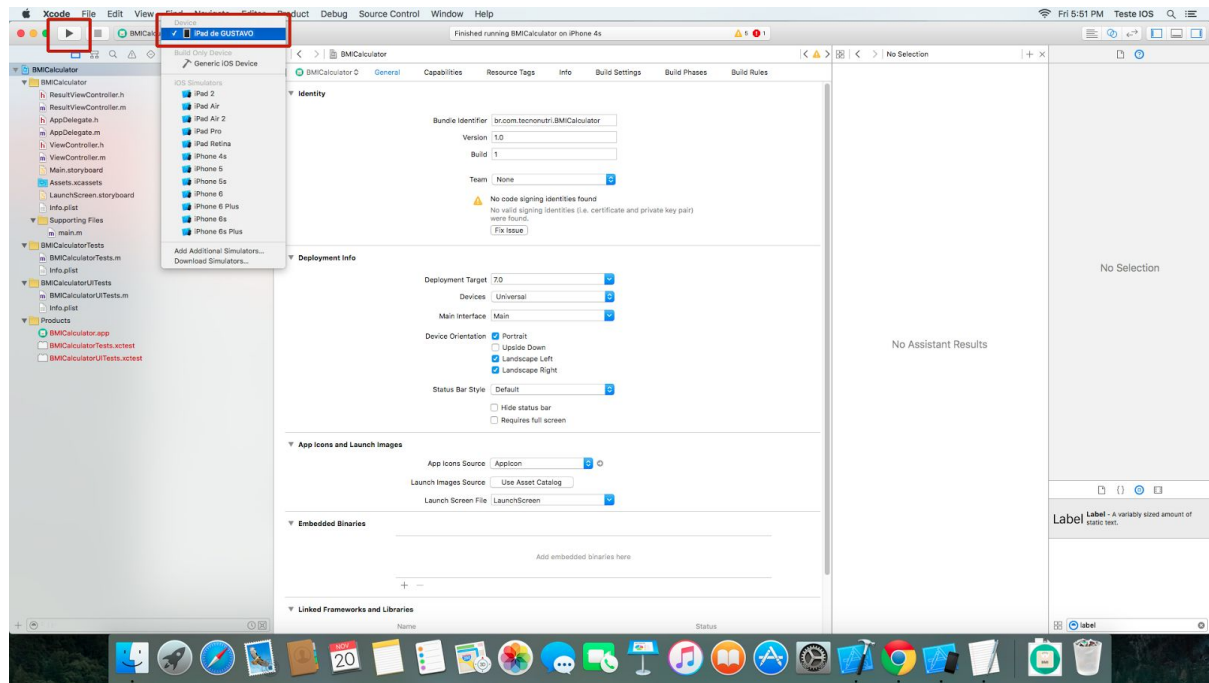 Xcode File Edit View Find Navigate Editor Product Debug Source Control Window Help
Fri 5:51 PM Teste IOS
Device
iPad de GUSTAVO
Build Only Device
Generic iOS Device
iOS Simulators
iPad 2
iPad Air
iPad Air 2
iPad Pro
iPad Retina
iPhone 4s
iPhone 5
iPhone 5s
iPhone 6
iPhone 6 Plus
iPhone 6s
iPhone 6s Plus
Add Additional Simulators...
Download Simulators...
Finished running BMICalculator on iPhone 4s
5 1
BMICalculator
BMICalculator
ResultViewController.h
ResultViewController.m
AppDelegate.h
AppDelegate.m
ViewController.h
ViewController.m
Main.storyboard
Assets.xcassets
LaunchScreen.storyboard
Info.plist
Supporting Files
main.m
BMICalculatorTests
BMICalculatorTests.m
Info.plist
BMICalculatorUITests
BMICalculatorUITests.m
Info.plist
Products
BMICalculator.app
BMICalculatorTests.xctest
BMICalculatorUITests.xctest
BMICalculator
BMICalculator General Capabilities Resource Tags Info Build Settings Build Phases Build Rules
Identity
Bundle Identifier br.com.tecnonutri.BMICalculator
Version 1.0
Build 1
Team None
No code signing identities found
No valid signing identities (i.e. certificate and private key pair)
were found.
Fix Issue
Deployment Info
Deployment Target 7.0
Devices Universal
Main Interface Main
Device Orientation Portrait
Upside Down
Landscape Left
Landscape Right
Status Bar Style Default
Hide status bar
Requires full screen
App Icons and Launch Images
App Icons Source AppIcon
Launch Images Source Use Asset Catalog
Launch Screen File LaunchScreen
Embedded Binaries
Add embedded binaries here
Linked Frameworks and Libraries
Name Status
No Selection
No Assistant Results
No Selection
Label Label - A variably sized amount of
static text.
label
NOV
20